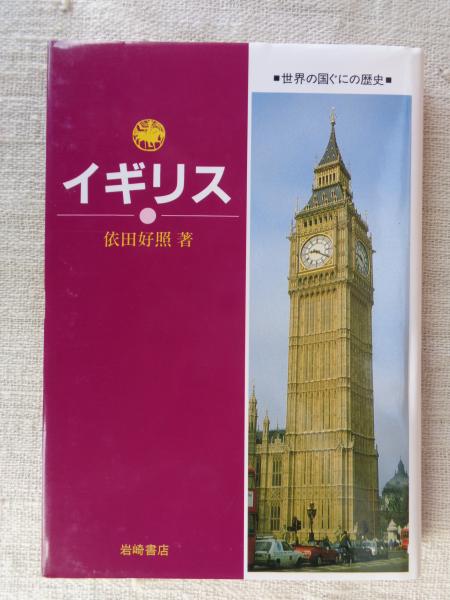 ■世界の国ぐにの歴史■
イギリス
依田好照 著
岩崎書店